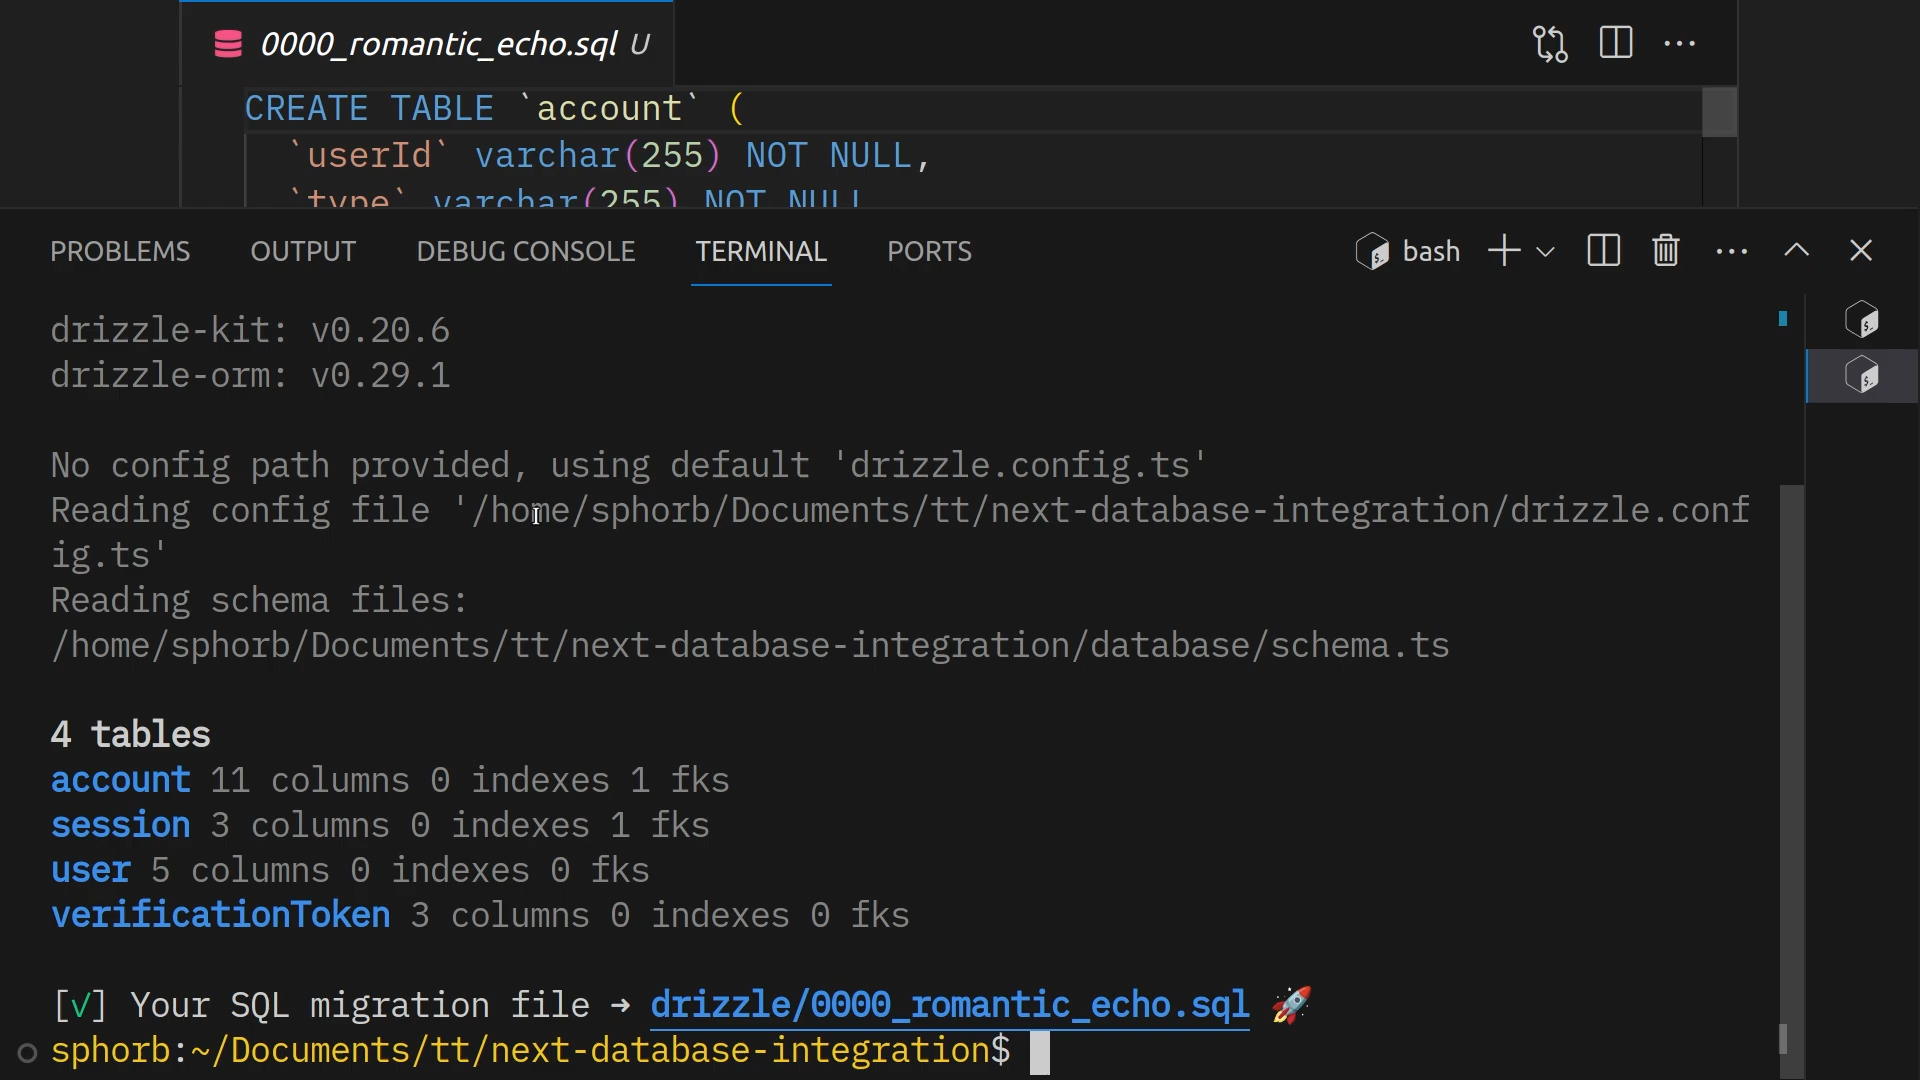 0000_romantic_echo.sql U
CREATE TABLE `account` (
`userId` varchar(255) NOT NULL,
`type` varchar(255) NOT NULL
PROBLEMS OUTPUT DEBUG CONSOLE TERMINAL PORTS bash
drizzle-kit: v0.20.6
drizzle-orm: v0.29.1
No config path provided, using default 'drizzle.config.ts'
Reading config file '/home/sphorb/Documents/tt/next-database-integration/drizzle.conf
ig.ts'
Reading schema files:
/home/sphorb/Documents/tt/next-database-integration/database/schema.ts
4 tables
account 11 columns 0 indexes 1 fks
session 3 columns 0 indexes 1 fks
user 5 columns 0 indexes 0 fks
verificationToken 3 columns 0 indexes 0 fks
[✓] Your SQL migration file ➜ drizzle/0000_romantic_echo.sql 🚀
sphorb:~/Documents/tt/next-database-integration$